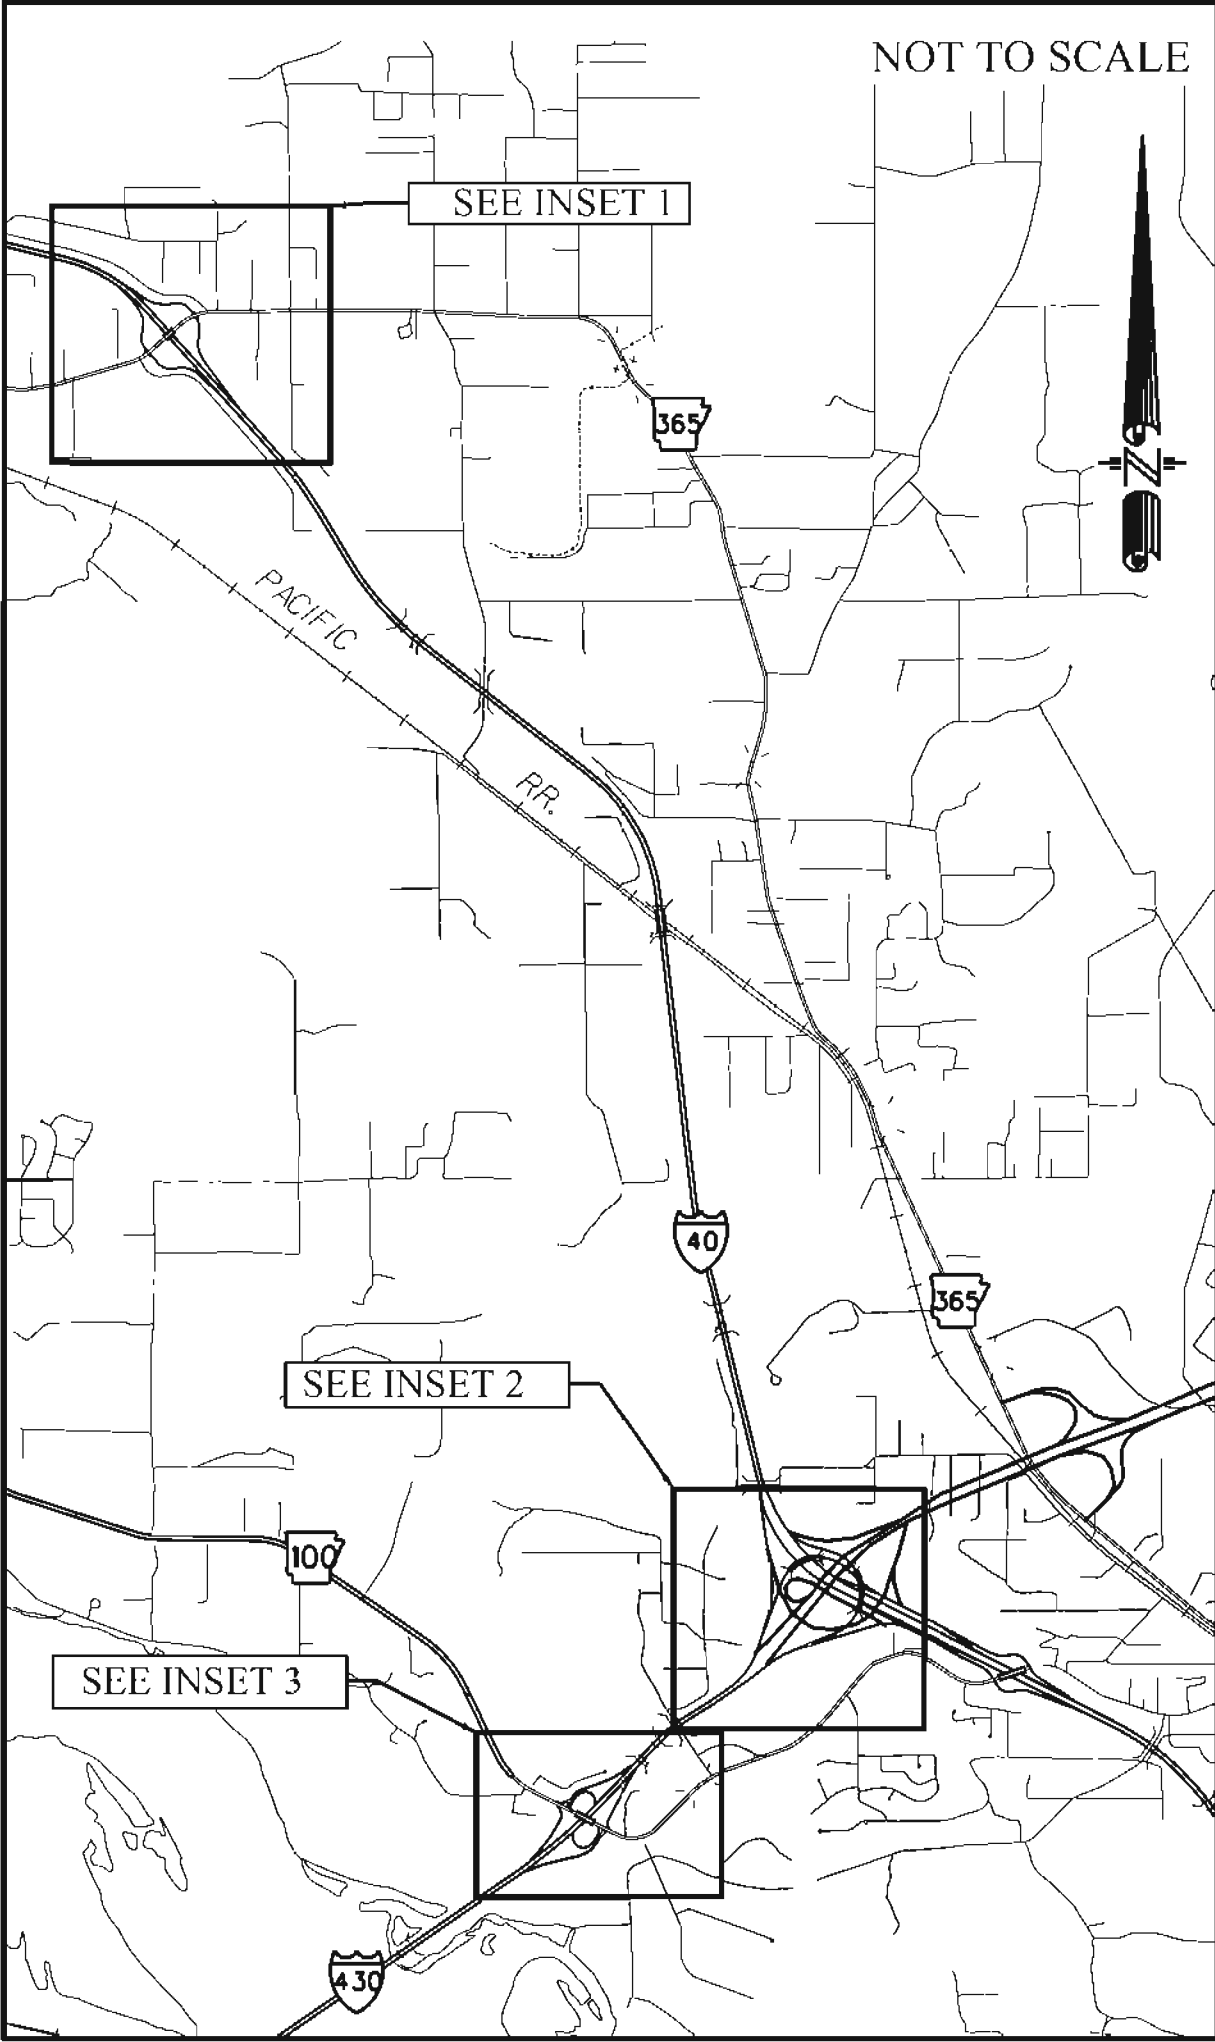 NOT TO SCALE
SEE INSET 1
365
N
PACIFIC
RR.
40
365
SEE INSET 2
100
SEE INSET 3
430